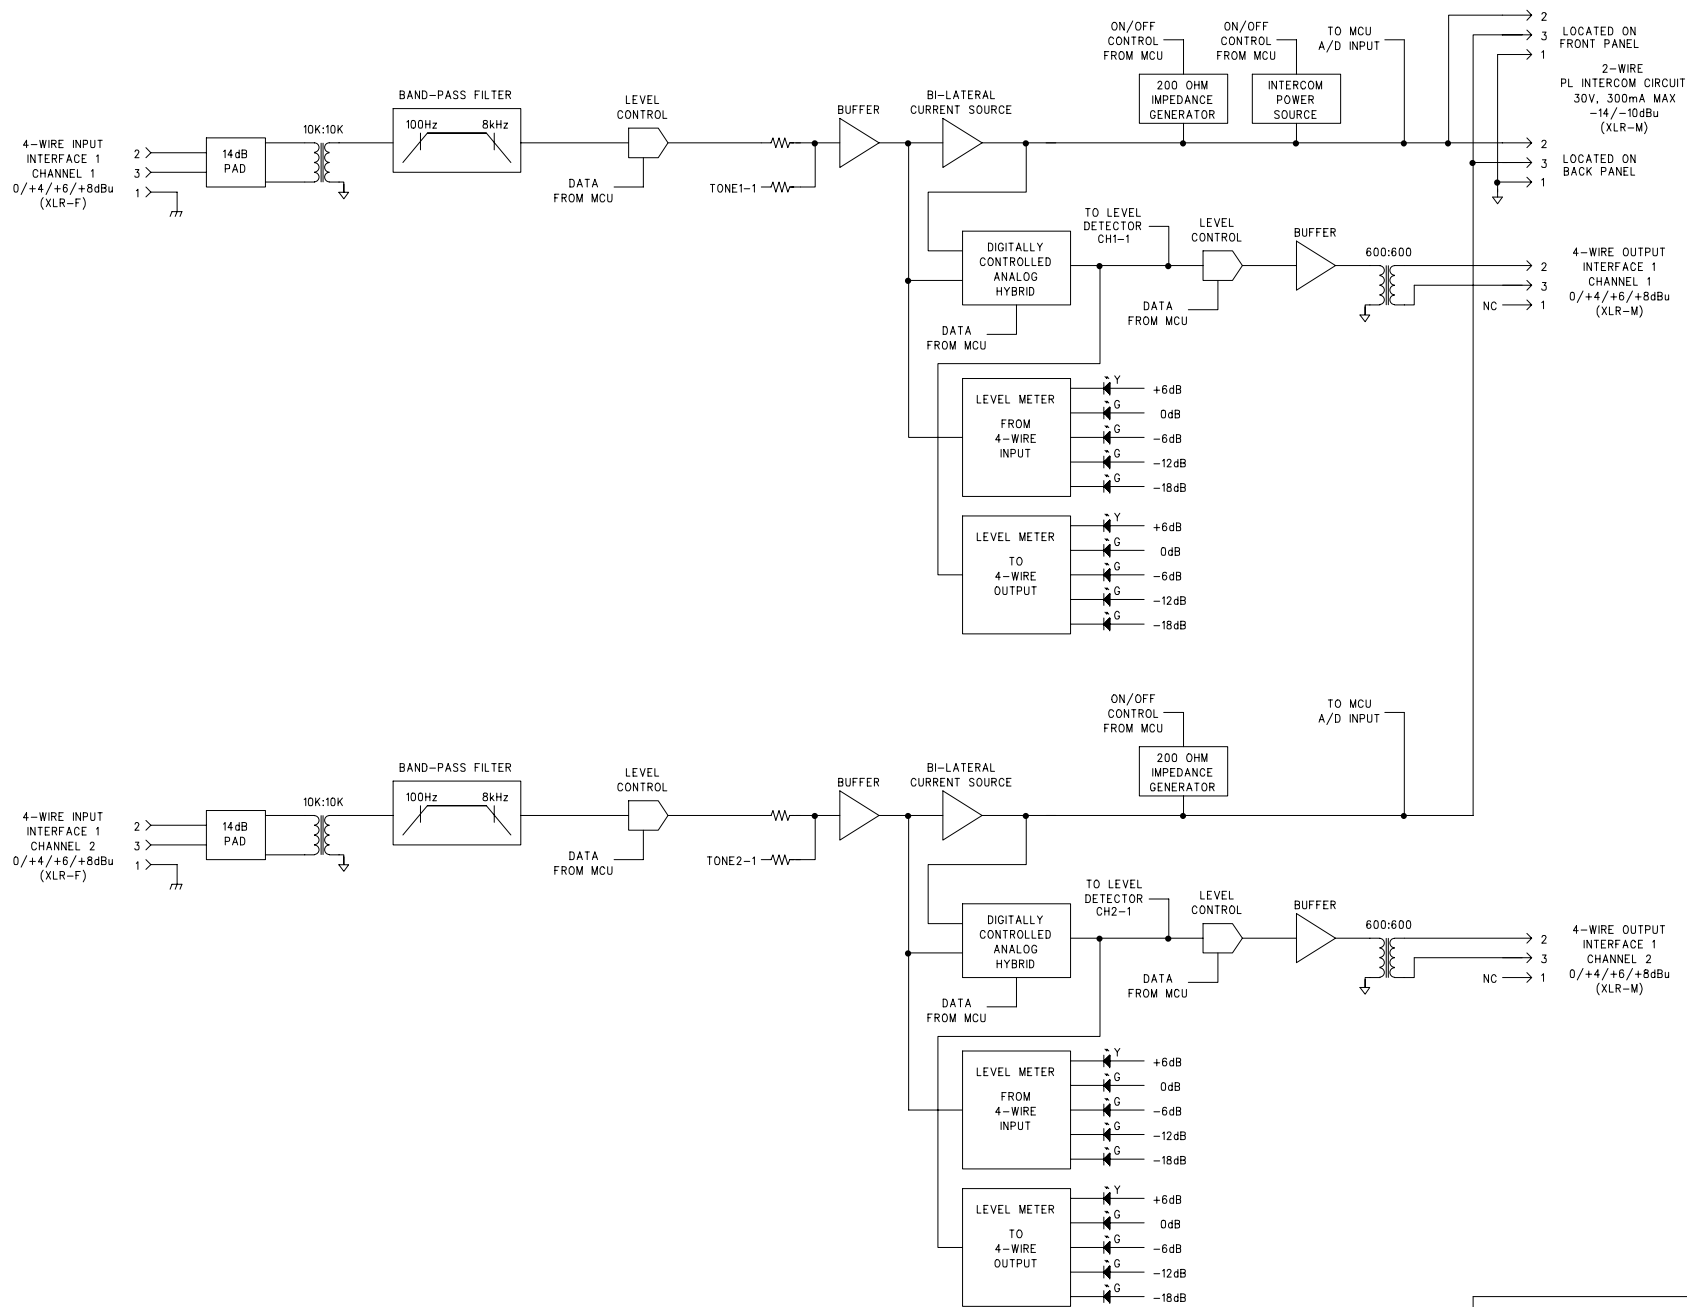 ON/OFF
CONTROL
FROM MCU
ON/OFF
CONTROL
FROM MCU
TO MCU
A/D INPUT
2
3
1
LOCATED ON
FRONT PANEL
2-WIRE
PL INTERCOM CIRCUIT
30V, 300mA MAX
-14/-10dBu
(XLR-M)
200 OHM
IMPEDANCE
GENERATOR
INTERCOM
POWER
SOURCE
4-WIRE INPUT
INTERFACE 1
CHANNEL 1
0/+4/+6/+8dBu
(XLR-F)
2
3
1
14dB
PAD
10K:10K
BAND-PASS FILTER
100Hz
8kHz
LEVEL
CONTROL
DATA
FROM MCU
TONE1-1
BUFFER
BI-LATERAL
CURRENT SOURCE
2
3
1
LOCATED ON
BACK PANEL
DIGITALLY
CONTROLLED
ANALOG
HYBRID
DATA
FROM MCU
TO LEVEL
DETECTOR
CH1-1
LEVEL
CONTROL
DATA
FROM MCU
BUFFER
600:600
2
3
NC
1
4-WIRE OUTPUT
INTERFACE 1
CHANNEL 1
0/+4/+6/+8dBu
(XLR-M)
LEVEL METER
FROM
4-WIRE
INPUT
Y +6dB
G 0dB
G -6dB
G -12dB
G -18dB
LEVEL METER
TO
4-WIRE
OUTPUT
Y +6dB
G 0dB
G -6dB
G -12dB
G -18dB
ON/OFF
CONTROL
FROM MCU
TO MCU
A/D INPUT
200 OHM
IMPEDANCE
GENERATOR
4-WIRE INPUT
INTERFACE 1
CHANNEL 2
0/+4/+6/+8dBu
(XLR-F)
2
3
1
14dB
PAD
10K:10K
BAND-PASS FILTER
100Hz
8kHz
LEVEL
CONTROL
DATA
FROM MCU
TONE2-1
BUFFER
BI-LATERAL
CURRENT SOURCE
DIGITALLY
CONTROLLED
ANALOG
HYBRID
DATA
FROM MCU
TO LEVEL
DETECTOR
CH2-1
LEVEL
CONTROL
DATA
FROM MCU
BUFFER
600:600
2
3
NC
1
4-WIRE OUTPUT
INTERFACE 1
CHANNEL 2
0/+4/+6/+8dBu
(XLR-M)
LEVEL METER
FROM
4-WIRE
INPUT
Y +6dB
G 0dB
G -6dB
G -12dB
G -18dB
LEVEL METER
TO
4-WIRE
OUTPUT
Y +6dB
G 0dB
G -6dB
G -12dB
G -18dB